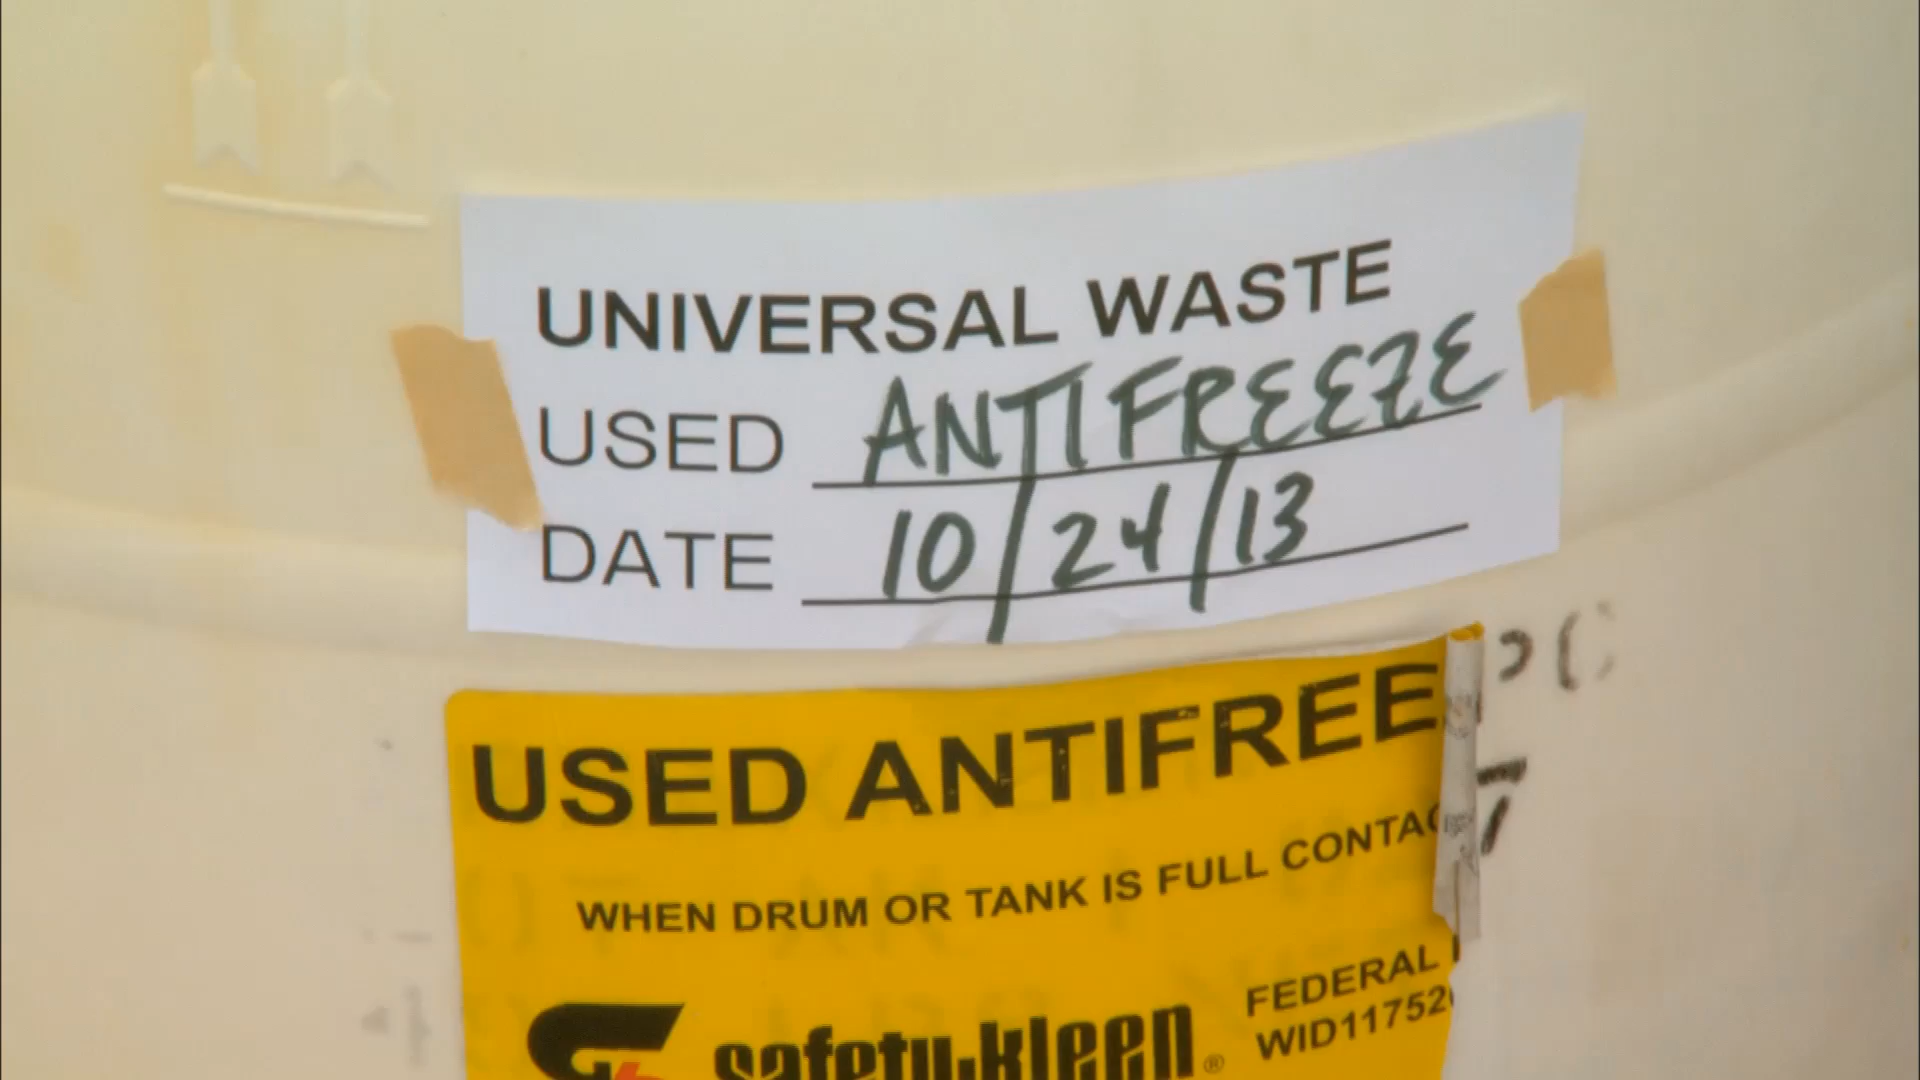 UNIVERSAL WASTE
USED ANTIFREEZE
DATE 10/24/13
USED ANTIFREE
WHEN DRUM OR TANK IS FULL CONTAC
safety-kleen®
FEDERAL
WID11752